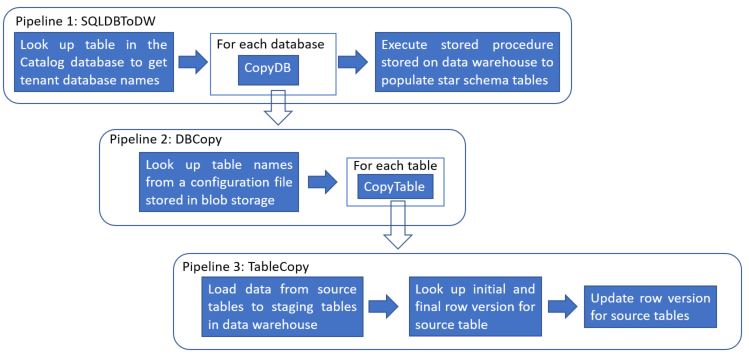 Pipeline 1: SQLDBToDW
Look up table in the
Catalog database to get
tenant database names
For each database
CopyDB
Execute stored procedure
stored on data warehouse to
populate star schema tables
Pipeline 2: DBCopy
Look up table names
from a configuration file
stored in blob storage
For each table
CopyTable
Pipeline 3: TableCopy
Load data from source
tables to staging tables
in data warehouse
Look up initial and
final row version for
source table
Update row version
for source tables